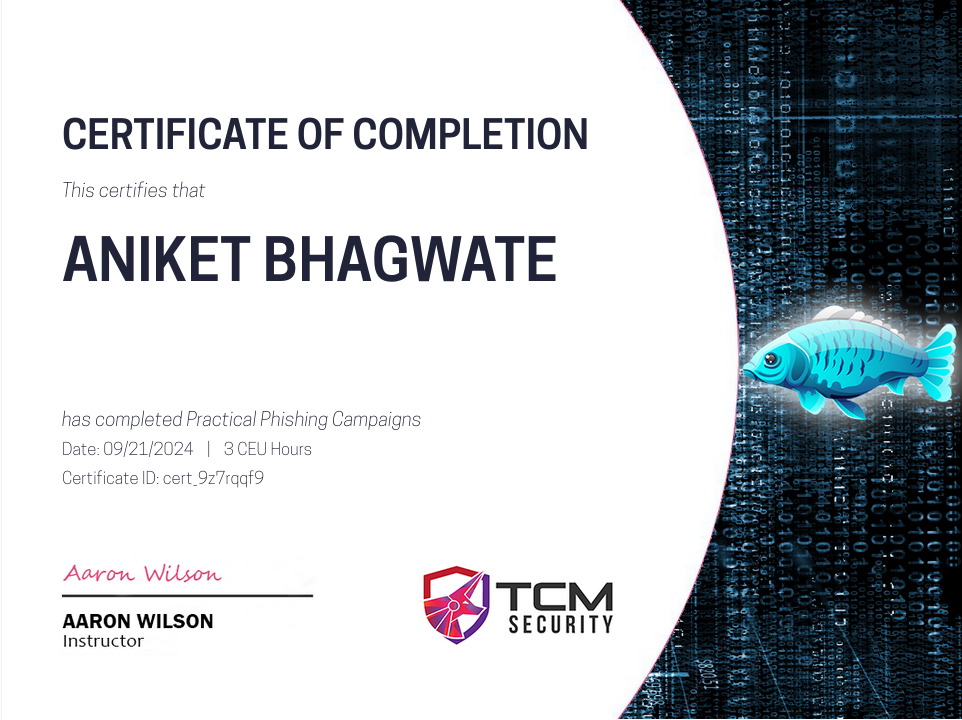 CERTIFICATE OF COMPLETION
This certifies that
ANIKET BHAGWATE
has completed Practical Phishing Campaigns
Date: 09/21/2024 | 3 CEU Hours
Certificate ID: cert_9z7rqqf9
Aaron Wilson
AARON WILSON
Instructor
TCM
SECURITY